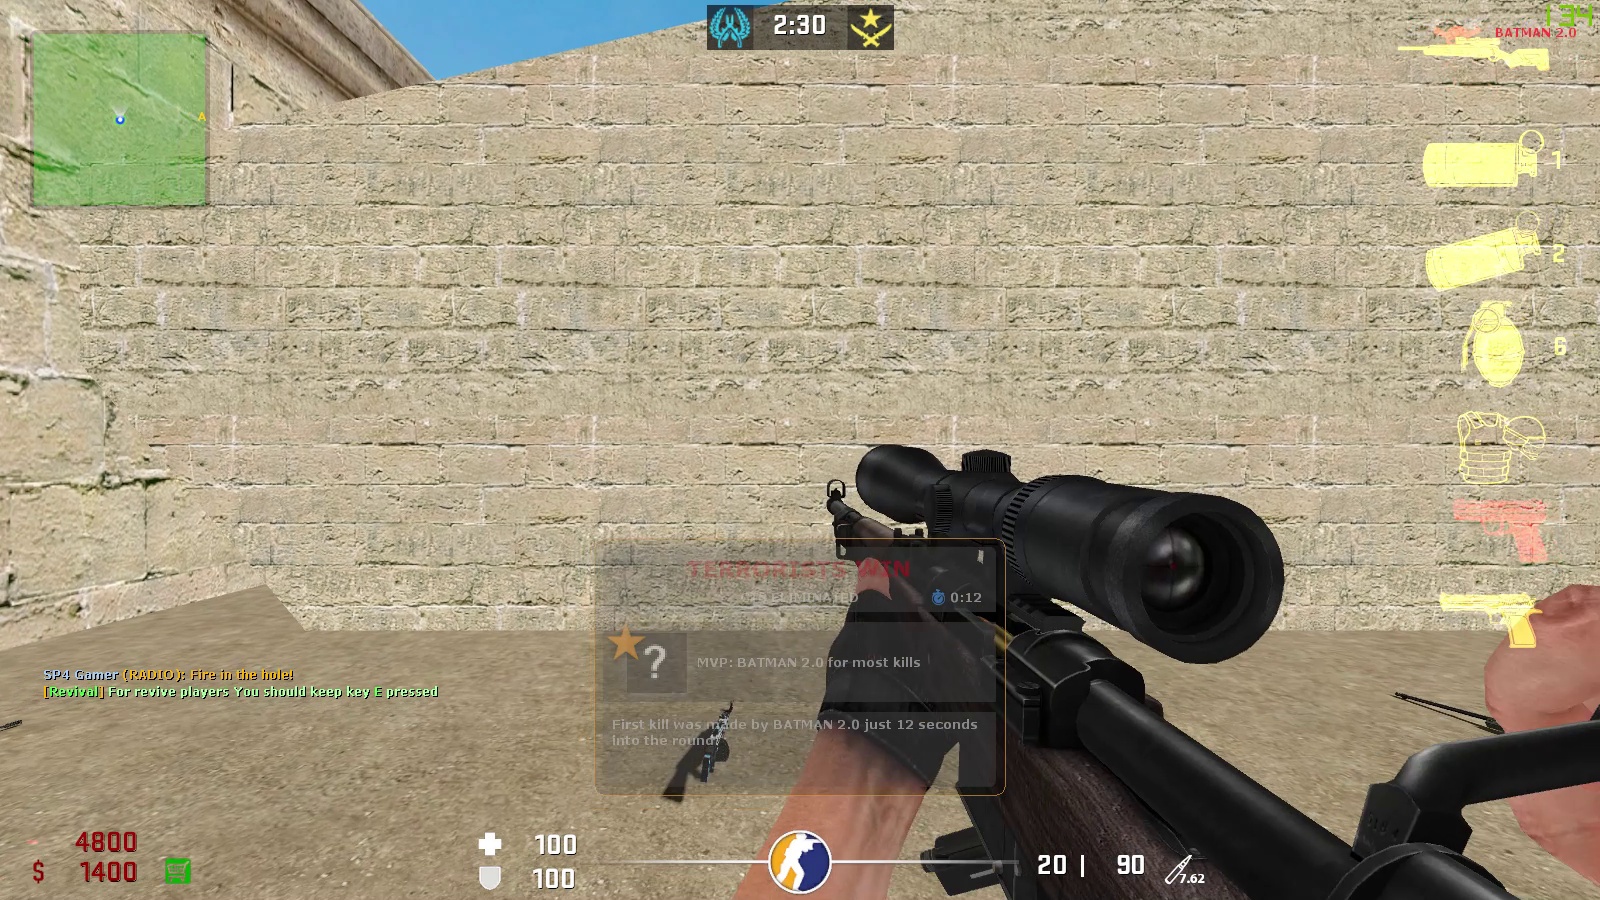 2:30
134
BATMAN 2.0
A
1
2
6
TERRORISTS WIN
ELIMINATED
0:12
?
MVP: BATMAN 2.0 for most kills
First kill was made by BATMAN 2.0 just 12 seconds
into the round.
SP4 Gamer (RADIO): Fire in the hole!
[Revival] For revive players You should keep key E pressed
4800
$ 1400
100
100
20 | 90
7.62